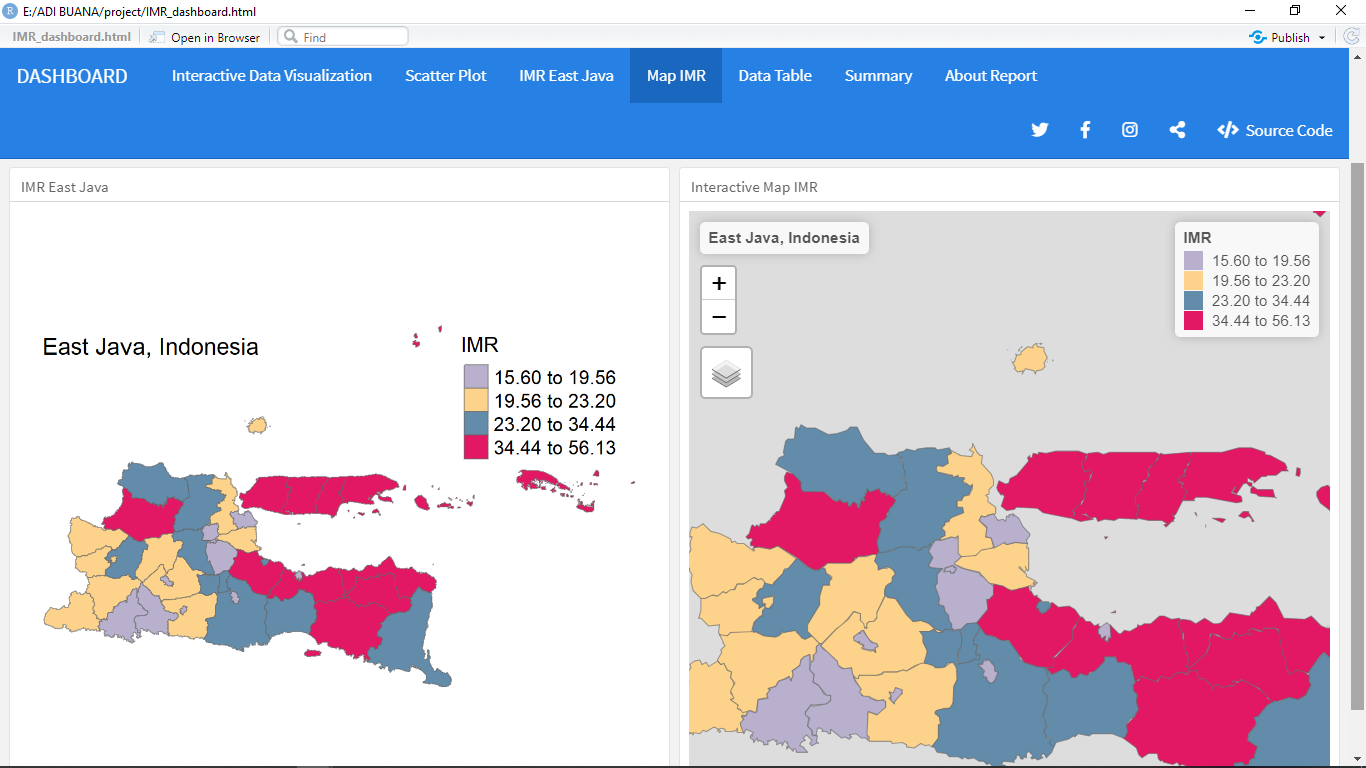 E:/ADI BUANA/project/IMR_dashboard.html
IMR_dashboard.html
Open in Browser
Find
Publish
DASHBOARD
Interactive Data Visualization
Scatter Plot
IMR East Java
Map IMR
Data Table
Summary
About Report
Source Code
IMR East Java
East Java, Indonesia
IMR
15.60 to 19.56
19.56 to 23.20
23.20 to 34.44
34.44 to 56.13
Interactive Map IMR
East Java, Indonesia
+
−
IMR
15.60 to 19.56
19.56 to 23.20
23.20 to 34.44
34.44 to 56.13